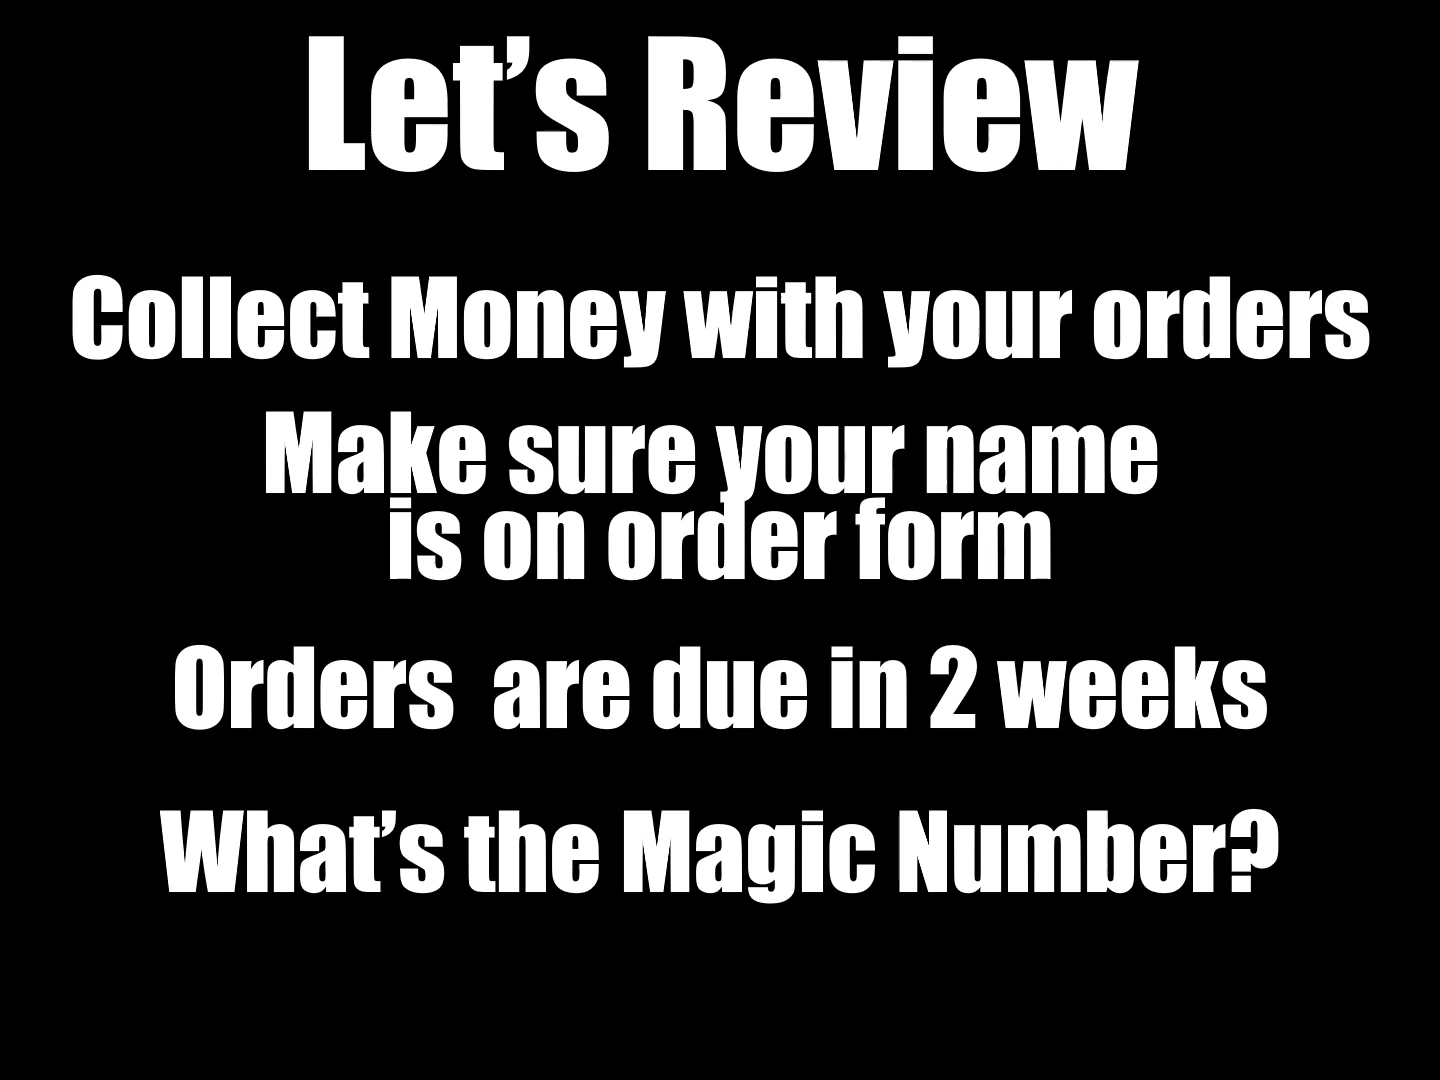 Let’s Review
Collect Money with your orders
Make sure your name
is on order form
Orders  are due in 2 weeks
What’s the Magic Number?